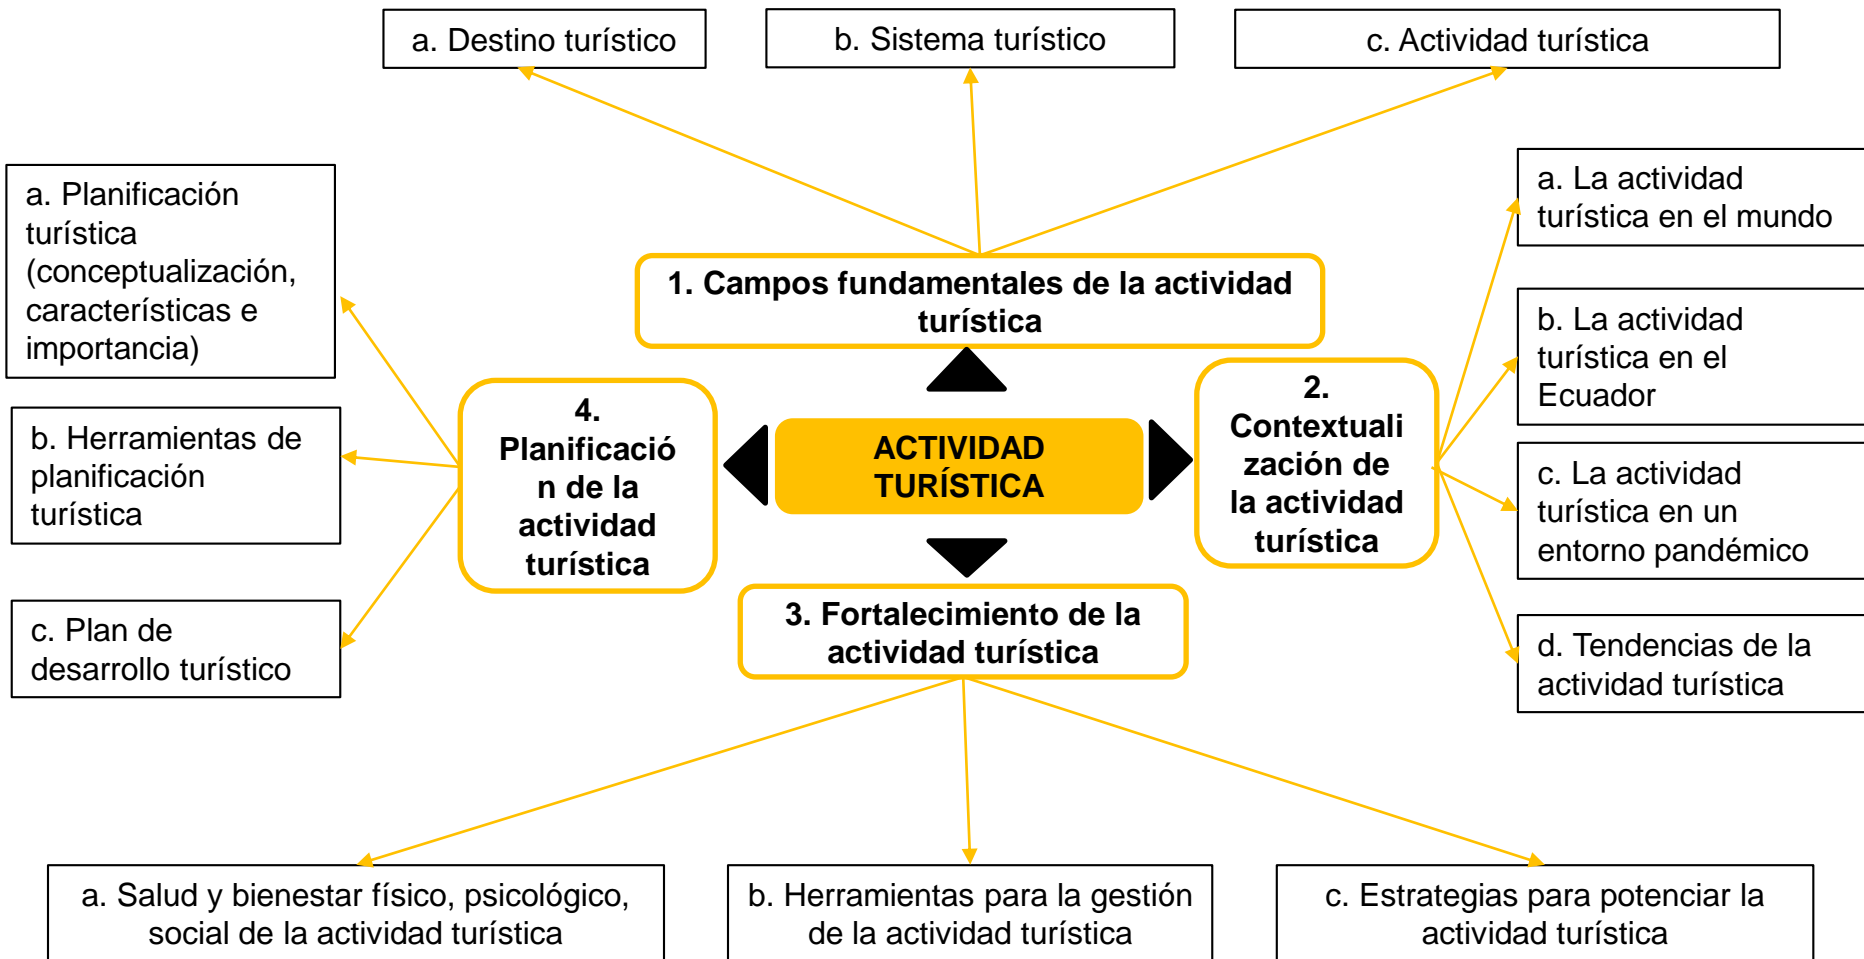 a. Destino turístico
b. Sistema turístico
c. Actividad turística
a. Planificación
turística
(conceptualización,
características e
importancia)
b. Herramientas de
planificación
turística
c. Plan de
desarrollo turístico
1. Campos fundamentales de la actividad
turística
4.
Planificació
n de la
actividad
turística
ACTIVIDAD
TURÍSTICA
2.
Contextuali
zación de
la actividad
turística
3. Fortalecimiento de la
actividad turística
a. La actividad
turística en el mundo
b. La actividad
turística en el
Ecuador
c. La actividad
turística en un
entorno pandémico
d. Tendencias de la
actividad turística
a. Salud y bienestar físico, psicológico,
social de la actividad turística
b. Herramientas para la gestión
de la actividad turística
c. Estrategias para potenciar la
actividad turística